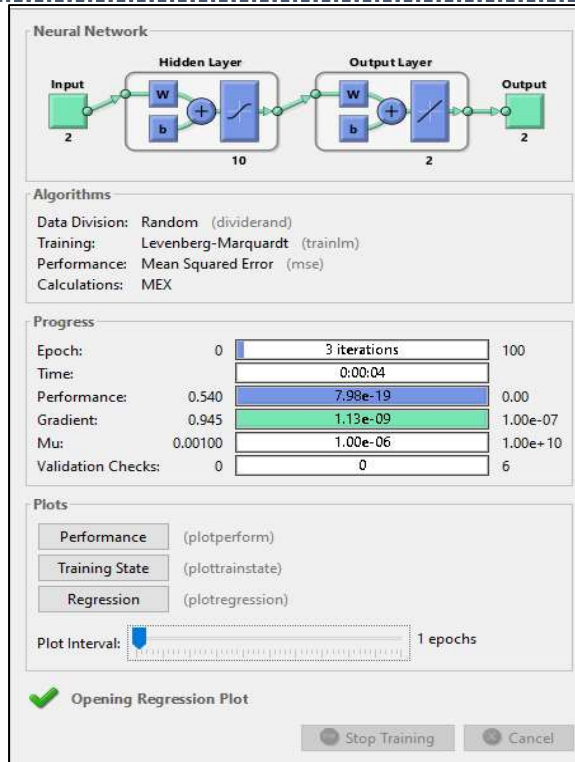 Neural Network
Hidden Layer
Output Layer
Input
Output
W
W
b
b
2
10
2
2
Algorithms
Data Division: Random (dividerand)
Training: Levenberg-Marquardt (trainlm)
Performance: Mean Squared Error (mse)
Calculations: MEX
Progress
Epoch: 0 3 iterations 100
Time: 0:00:04
Performance: 0.540 7.98e-19 0.00
Gradient: 0.945 1.13e-09 1.00e-07
Mu: 0.00100 1.00e-06 1.00e+10
Validation Checks: 0 0 6
Plots
Performance (plotperform)
Training State (plottrainstate)
Regression (plotregression)
Plot Interval: 1 epochs
Opening Regression Plot
Stop Training Cancel